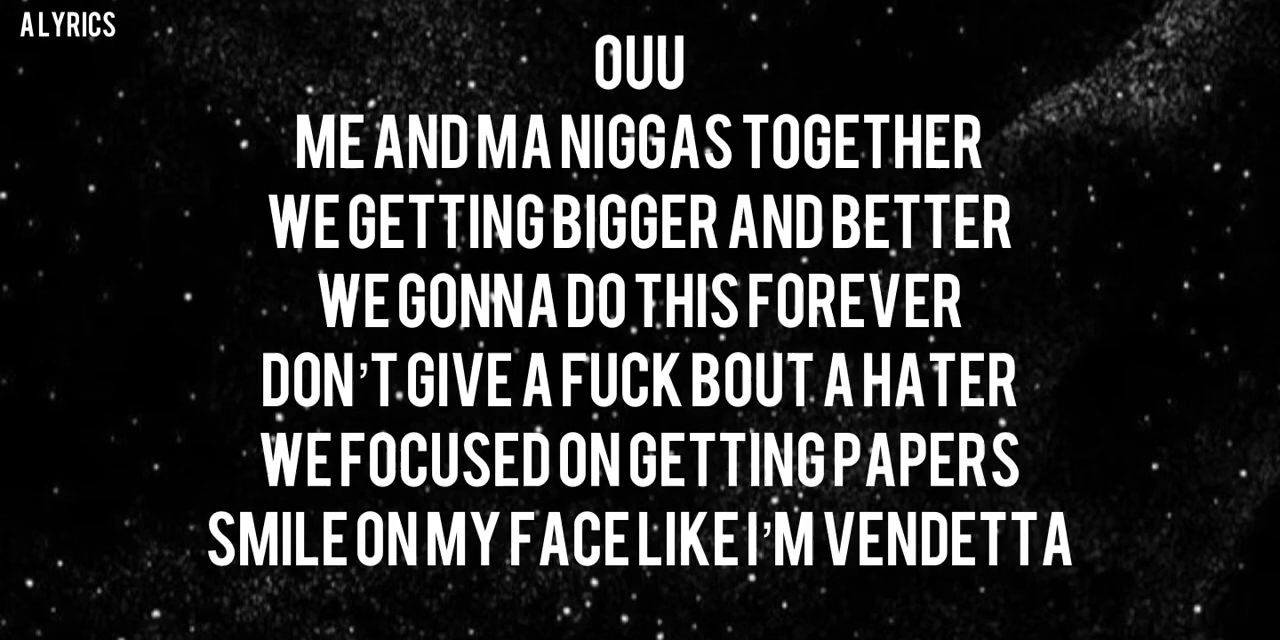 A LYRICS
OUU
ME AND MA NIGGAS TOGETHER
WE GETTING BIGGER AND BETTER
WE GONNA DO THIS FOREVER
DON'T GIVE A FUCK BOUT A HATER
WE FOCUSED ON GETTING PAPERS
SMILE ON MY FACE LIKE I'M VENDETTA